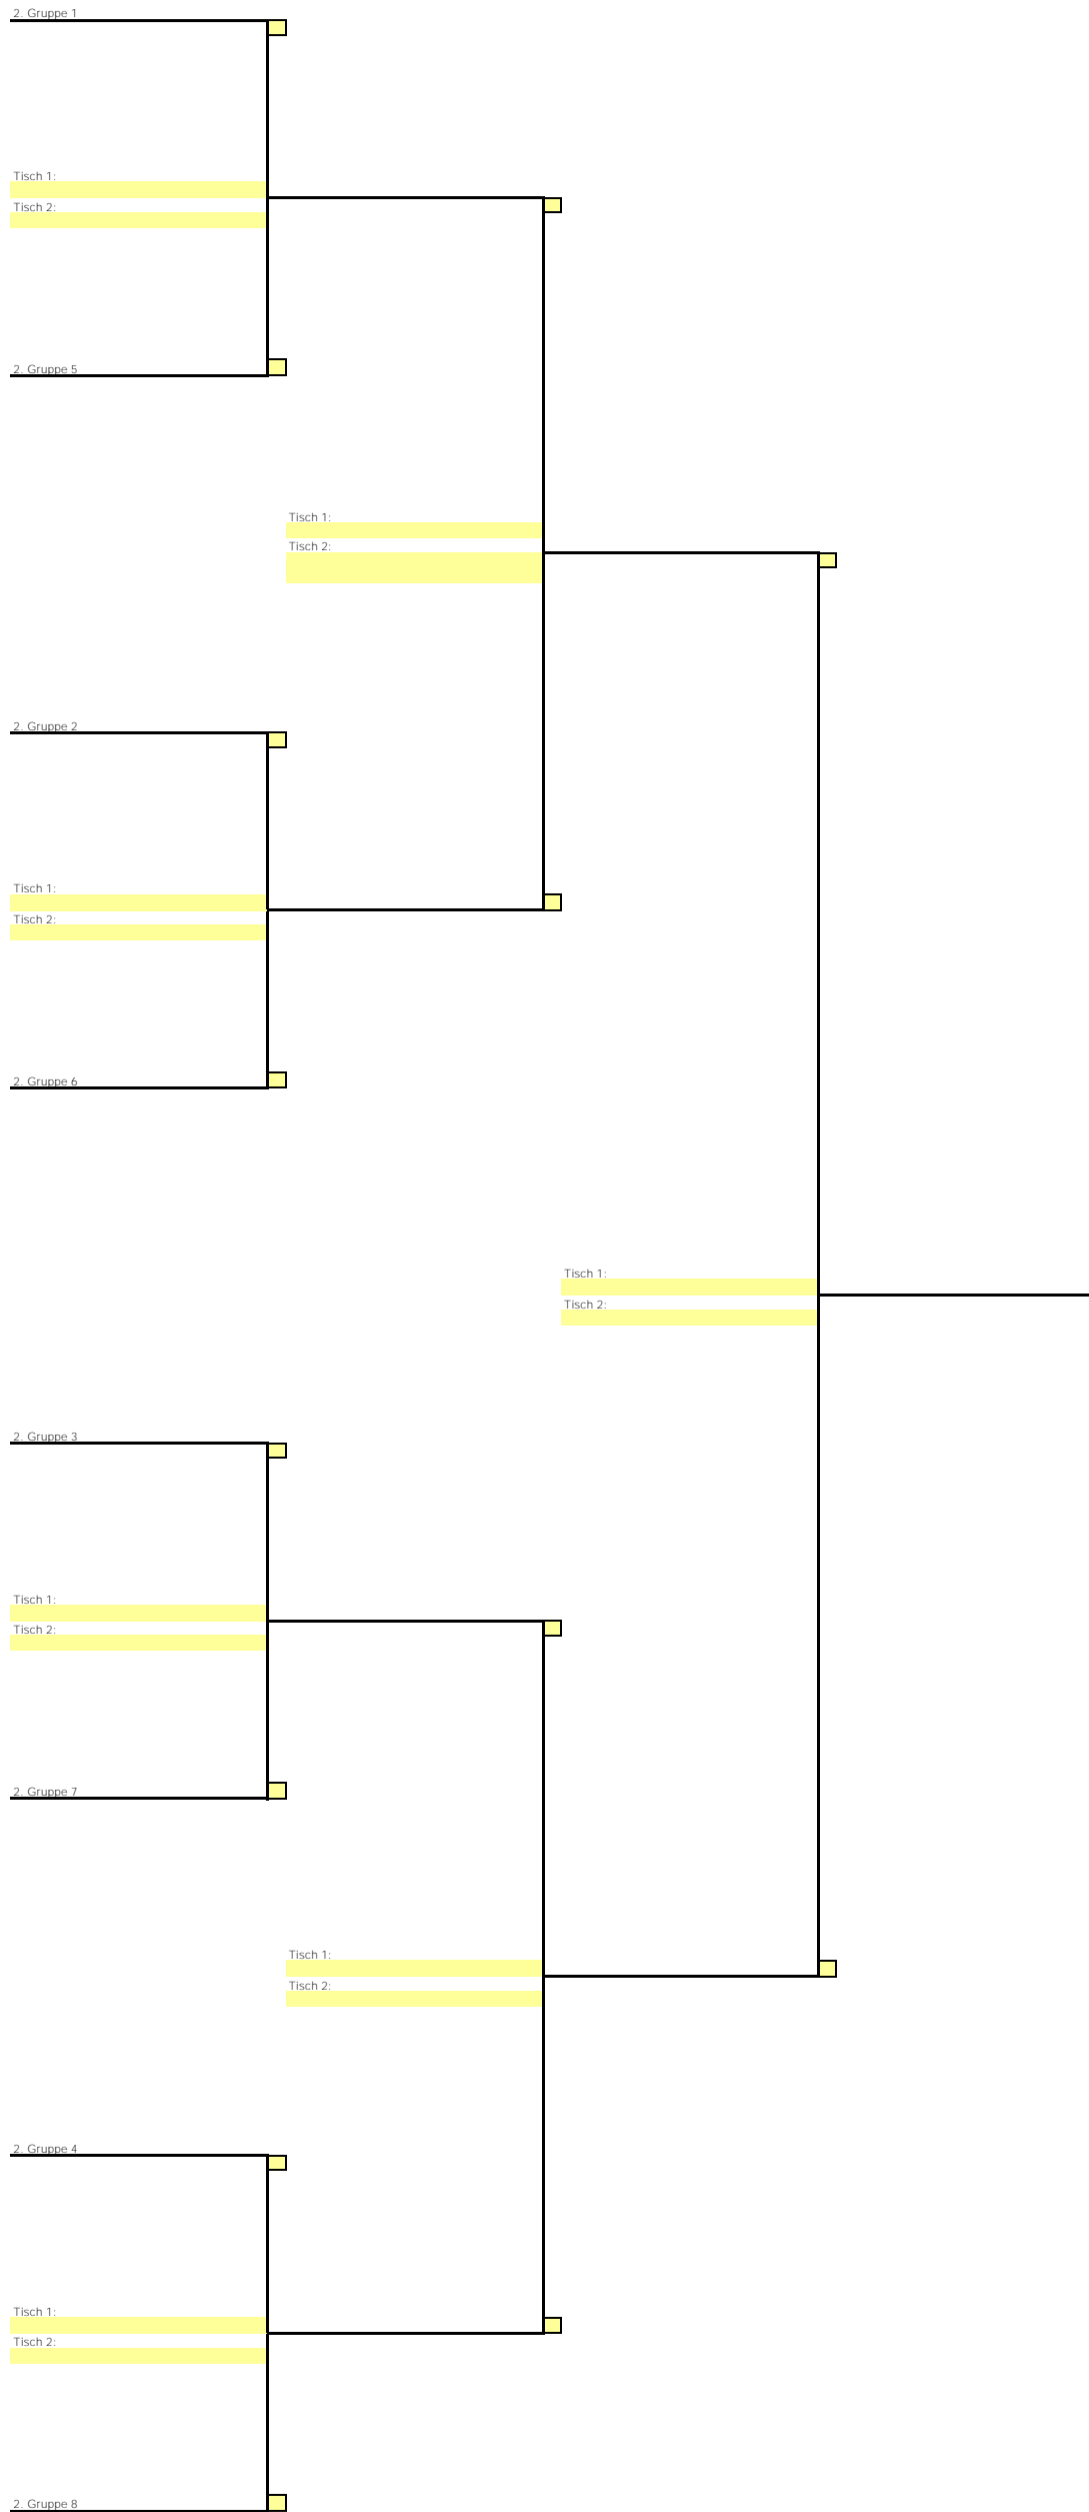 2. Gruppe 1
Tisch 1:
Tisch 2:
2. Gruppe 5
Tisch 1:
Tisch 2:
2. Gruppe 2
Tisch 1:
Tisch 2:
2. Gruppe 6
Tisch 1:
Tisch 2:
2. Gruppe 3
Tisch 1:
Tisch 2:
2. Gruppe 7
Tisch 1:
Tisch 2:
2. Gruppe 4
Tisch 1:
Tisch 2:
2. Gruppe 8